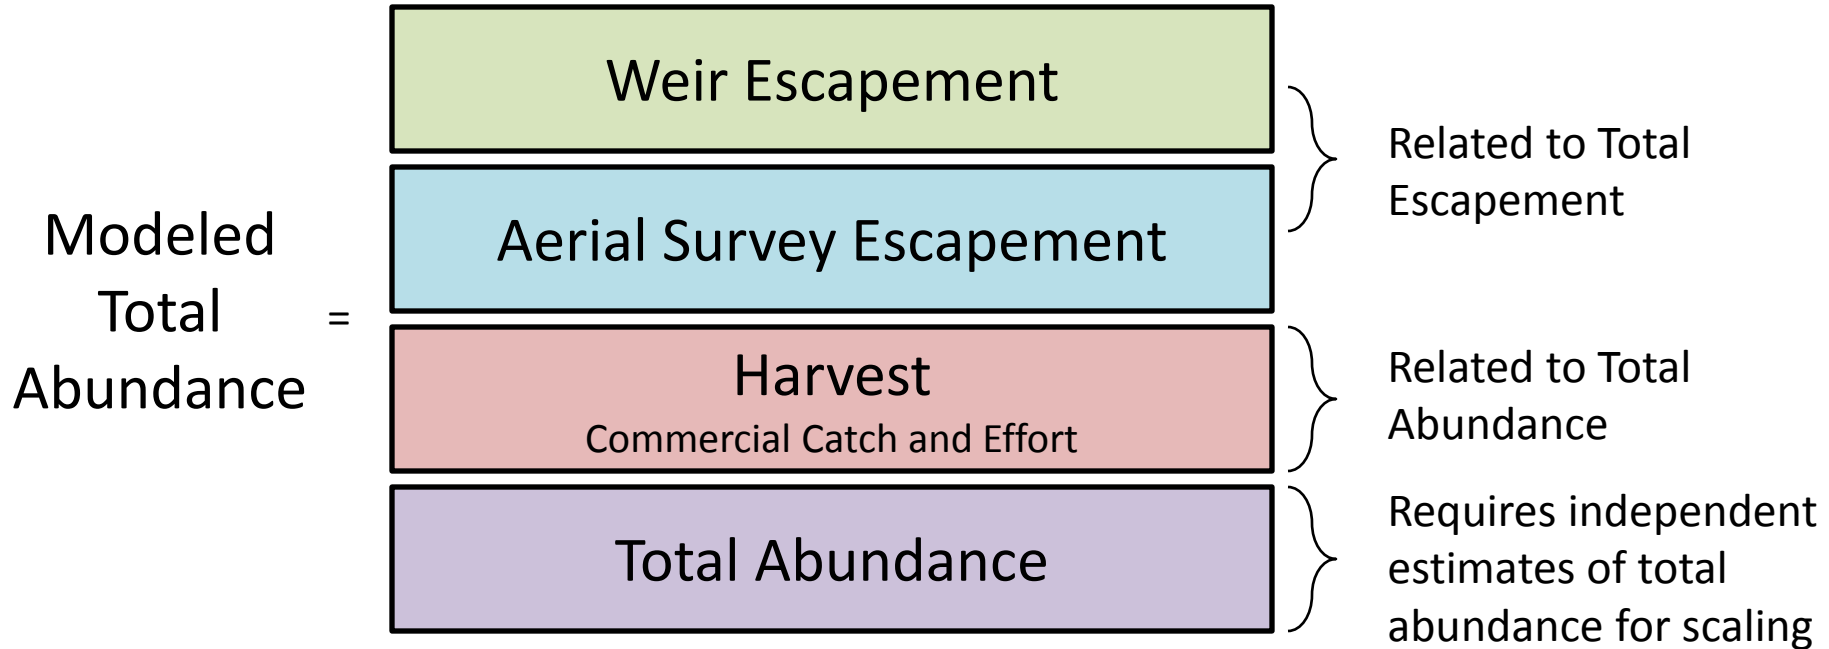 Modeled
Total
Abundance
=
Weir Escapement
Aerial Survey Escapement
Harvest
Commercial Catch and Effort
Total Abundance
Related to Total
Escapement
Related to Total
Abundance
Requires independent
estimates of total
abundance for scaling